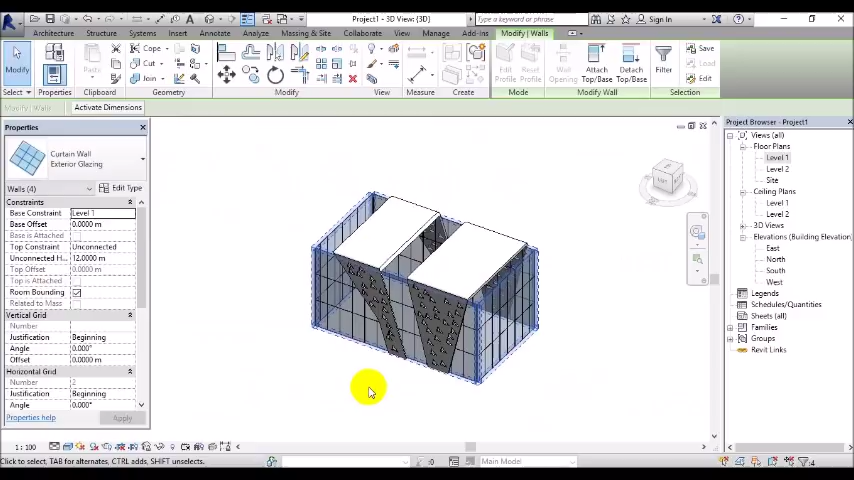 Project1 - 3D View: {3D}
Type a keyword or phrase
Sign In
Architecture Structure Systems Insert Annotate Analyze Massing & Site Collaborate View Manage Add-Ins Modify | Walls
Modify
Paste
Cope
Cut
Join
Edit Profile
Reset Profile
Wall Opening
Attach Top/Base
Detach Top/Base
Filter
Save
Load
Edit
Select Properties Clipboard Geometry Modify View Measure Create Mode Modify Wall Selection
Modify | Walls
Activate Dimensions
Properties
Curtain Wall
Exterior Glazing
Walls (4)
Edit Type
Constraints
Base Constraint Level 1
Base Offset 0.0000 m
Base is Attached
Top Constraint Unconnected
Unconnected H... 12.0000 m
Top Offset 0.0000 m
Top is Attached
Room Bounding
Related to Mass
Vertical Grid
Number
Justification Beginning
Angle 0.000°
Offset 0.0000 m
Horizontal Grid
Number 2
Justification Beginning
Angle 0.000°
Properties help
Apply
Project Browser - Project1
Views (all)
Floor Plans
Level 1
Level 2
Site
Ceiling Plans
Level 1
Level 2
3D Views
Elevations (Building Elevation)
East
North
South
West
Legends
Schedules/Quantities
Sheets (all)
Families
Groups
Revit Links
1 : 100
Click to select, TAB for alternates, CTRL adds, SHIFT unselects.
:0
Main Model
:4